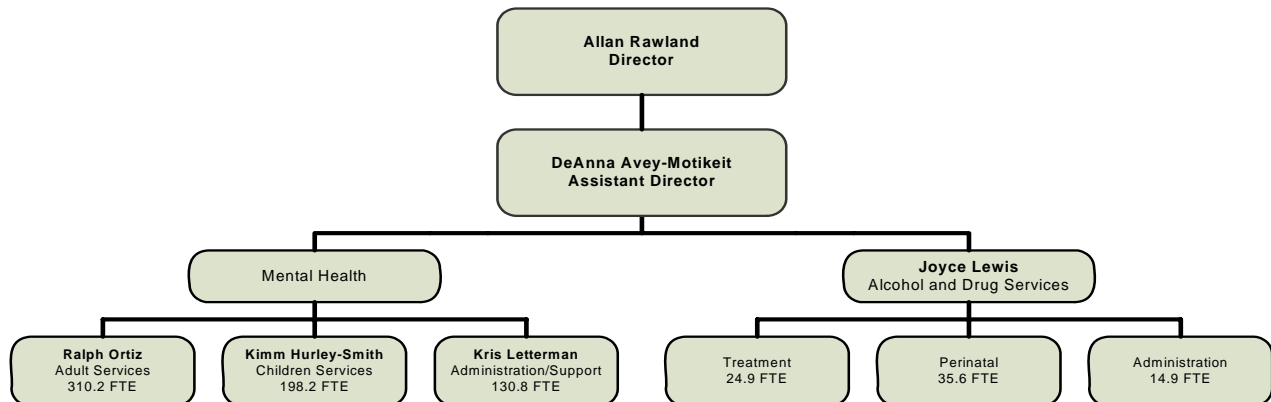 Allan Rawland
Director
DeAnna Avey-Motikeit
Assistant Director
Mental Health
Joyce Lewis
Alcohol and Drug Services
Ralph Ortiz
Adult Services
310.2 FTE
Kimm Hurley-Smith
Children Services
198.2 FTE
Kris Letterman
Administration/Support
130.8 FTE
Treatment
24.9 FTE
Perinatal
35.6 FTE
Administration
14.9 FTE